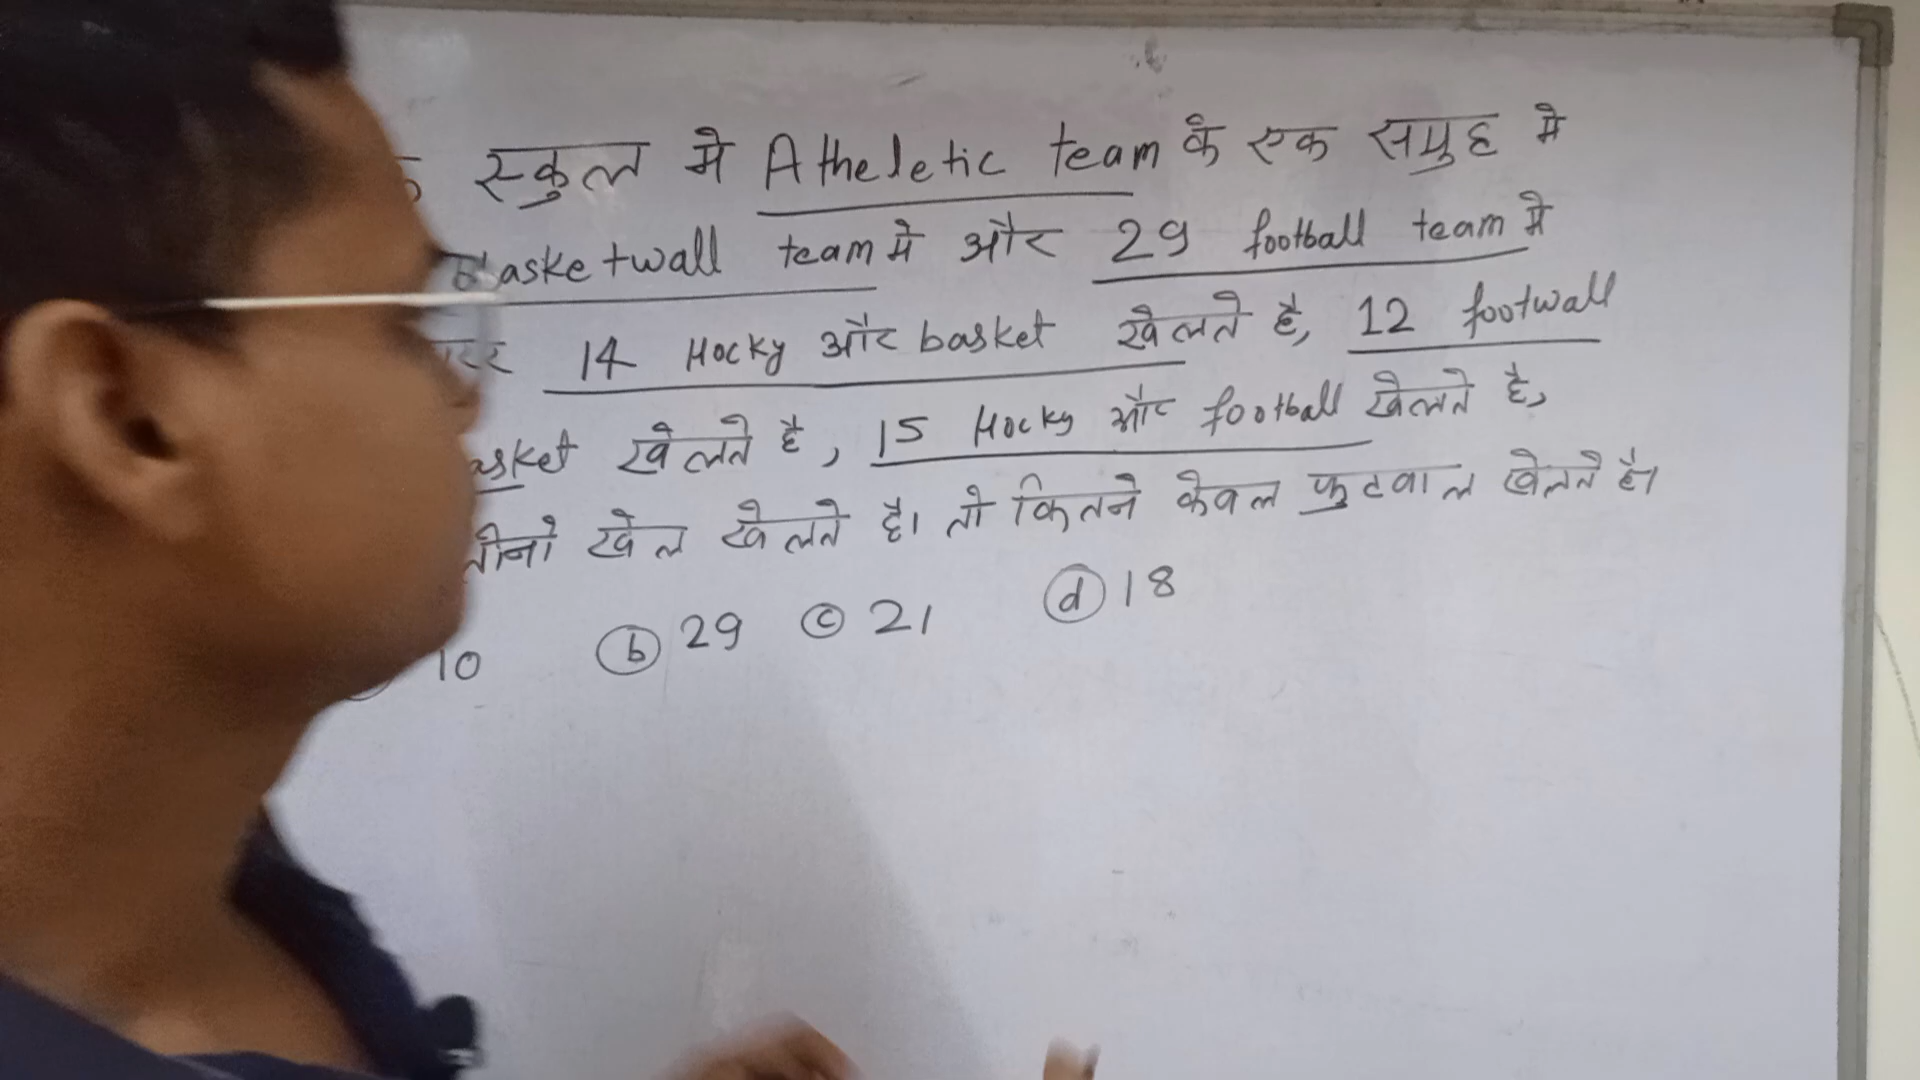 स्कुल मे Atheletic team के एक समुह मे
Basketwall team मे और 29 football team मे
14 Hocky और basket खेलते है, 12 footwall
asket खेलते है, 15 Hocky और football खेलते है,
तीनो खेल खेलते है। तो कितने केवल फुटवाल खेलते है।
10 (b) 29 (c) 21 (d) 18